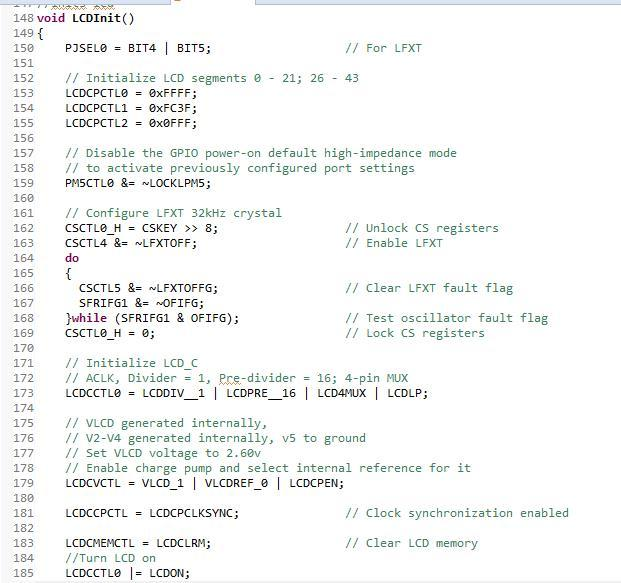 148 void LCDInit()
149 {
150 PJSEL0 = BIT4 | BIT5; // For LFXT
151
152 // Initialize LCD segments 0 - 21; 26 - 43
153 LCDCPCTL0 = 0xFFFF;
154 LCDCPCTL1 = 0xFC3F;
155 LCDCPCTL2 = 0x0FFF;
156
157 // Disable the GPIO power-on default high-impedance mode
158 // to activate previously configured port settings
159 PM5CTL0 &= ~LOCKLPM5;
160
161 // Configure LFXT 32kHz crystal
162 CSCTL0_H = CSKEY >> 8; // Unlock CS registers
163 CSCTL4 &= ~LFXTOFF; // Enable LFXT
164 do
165 {
166 CSCTL5 &= ~LFXTOFFG; // Clear LFXT fault flag
167 SFRIFG1 &= ~OFIFG;
168 }while (SFRIFG1 & OFIFG); // Test oscillator fault flag
169 CSCTL0_H = 0; // Lock CS registers
170
171 // Initialize LCD_C
172 // ACLK, Divider = 1, Pre-divider = 16; 4-pin MUX
173 LCDCCTL0 = LCDDIV__1 | LCDPRE__16 | LCD4MUX | LCDLP;
174
175 // VLCD generated internally,
176 // V2-V4 generated internally, v5 to ground
177 // Set VLCD voltage to 2.60v
178 // Enable charge pump and select internal reference for it
179 LCDCVCTL = VLCD_1 | VLCDREF_0 | LCDCPEN;
180
181 LCDCCPCTL = LCDCPCLKSYNC; // Clock synchronization enabled
182
183 LCDCMEMCTL = LCDCLRM; // Clear LCD memory
184 //Turn LCD on
185 LCDCCTL0 |= LCDON;